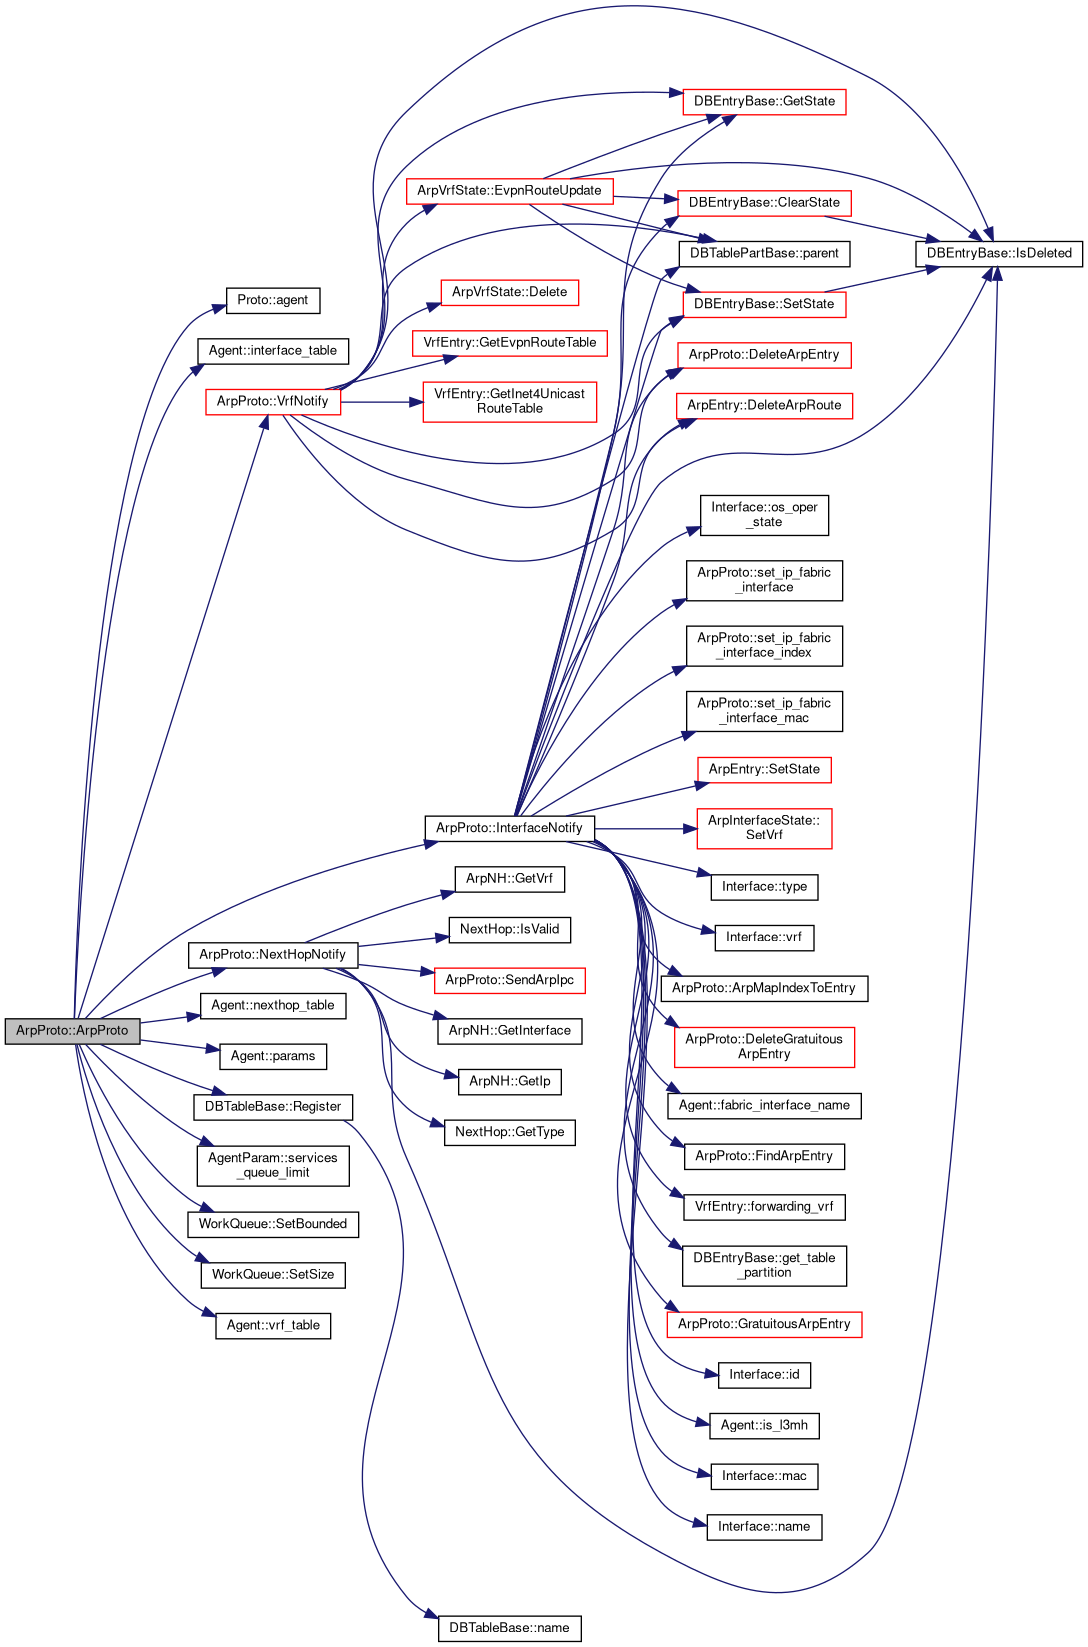 DBEntryBase::GetState
ArpVrfState::EvpnRouteUpdate
DBEntryBase::ClearState
DBTablePartBase::parent
DBEntryBase::IsDeleted
Proto::agent
ArpVrfState::Delete
DBEntryBase::SetState
Agent::interface_table
VrfEntry::GetEvpnRouteTable
ArpProto::DeleteArpEntry
ArpProto::VrfNotify
VrfEntry::GetInet4Unicast
RouteTable
ArpEntry::DeleteArpRoute
Interface::os_oper
_state
ArpProto::set_ip_fabric
_interface
ArpProto::set_ip_fabric
_interface_index
ArpProto::set_ip_fabric
_interface_mac
ArpEntry::SetState
ArpProto::InterfaceNotify
ArpInterfaceState::
SetVrf
ArpNH::GetVrf
Interface::type
NextHop::IsValid
Interface::vrf
ArpProto::NextHopNotify
ArpProto::SendArpIpc
ArpProto::ArpMapIndexToEntry
Agent::nexthop_table
ArpProto::ArpProto
ArpNH::GetInterface
ArpProto::DeleteGratuitous
ArpEntry
Agent::params
ArpNH::GetIp
DBTableBase::Register
Agent::fabric_interface_name
NextHop::GetType
AgentParam::services
_queue_limit
ArpProto::FindArpEntry
WorkQueue::SetBounded
VrfEntry::forwarding_vrf
WorkQueue::SetSize
DBEntryBase::get_table
_partition
Agent::vrf_table
ArpProto::GratuitousArpEntry
Interface::id
Agent::is_l3mh
Interface::mac
Interface::name
DBTableBase::name